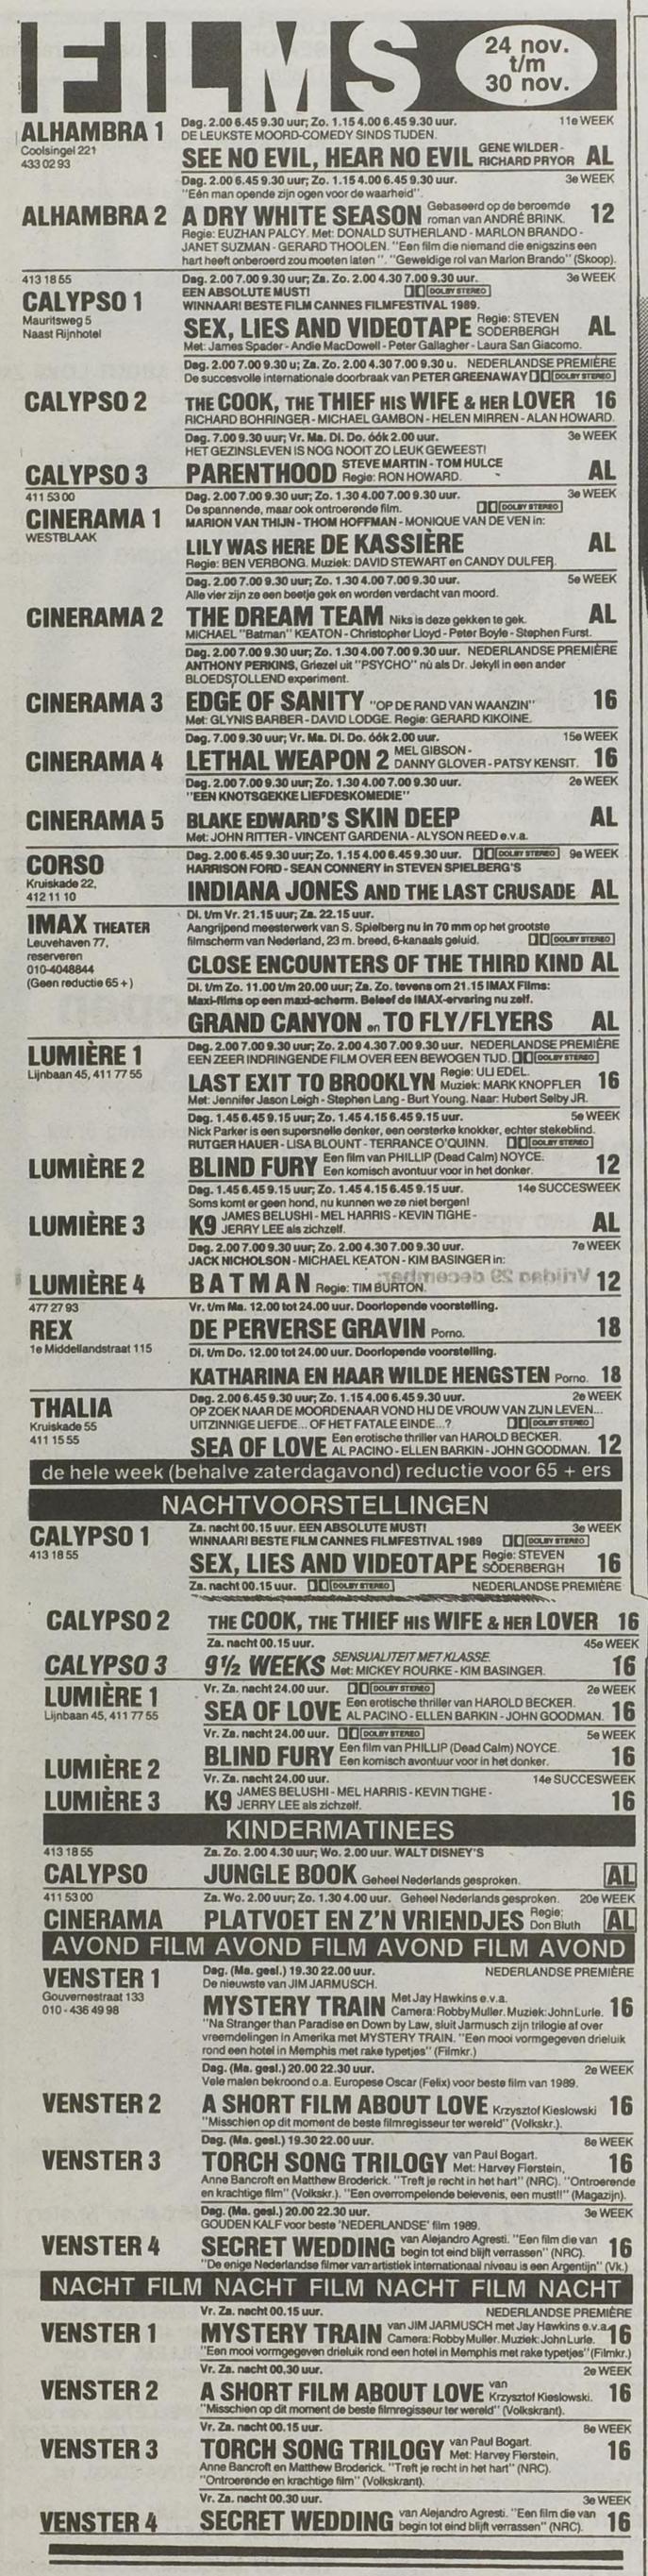 FILMS
24 nov.
t/m
30 nov.
ALHAMBRA 1
Coolsingel 221
433 02 93
Dag. 2.00 6.45 9.30 uur; Zo. 1.15 4.00 6.45 9.30 uur. 11e WEEK
DE LEUKSTE MOORD-COMEDY SINDS TIJDEN.
SEE NO EVIL, HEAR NO EVIL GENE WILDER - RICHARD PRYOR AL
Dag. 2.00 6.45 9.30 uur; Zo. 1.15 4.00 6.45 9.30 uur. 3e WEEK
"Eén man opende zijn ogen voor de waarheid".
ALHAMBRA 2 A DRY WHITE SEASON Gebaseerd op de beroemde roman van ANDRÉ BRINK. 12
Regie: EUZHAN PALCY. Met: DONALD SUTHERLAND - MARLON BRANDO -
JANET SUZMAN - GERARD THOOLEN. "Een film die niemand die enigszins een
hart heeft onberoerd zou moeten laten". "Geweldige rol van Marlon Brando" (Skoop).
413 18 55
CALYPSO 1
Mauritsweg 5
Naast Rijnhotel
Dag. 2.00 7.00 9.30 uur; Za. Zo. 2.00 4.30 7.00 9.30 uur. 3e WEEK
EEN ABSOLUTE MUST! DOLBY STEREO
WINNAAR! BESTE FILM CANNES FILMFESTIVAL 1989.
SEX, LIES AND VIDEOTAPE Regie: STEVEN SODERBERGH AL
Met: James Spader - Andie MacDowell - Peter Gallagher - Laura San Giacomo.
Dag. 2.00 7.00 9.30 u; Za. Zo. 2.00 4.30 7.00 9.30 u. NEDERLANDSE PREMIÈRE
De succesvolle internationale doorbraak van PETER GREENAWAY DOLBY STEREO
CALYPSO 2 THE COOK, THE THIEF HIS WIFE & HER LOVER 16
RICHARD BOHRINGER - MICHAEL GAMBON - HELEN MIRREN - ALAN HOWARD.
Dag. 7.00 9.30 uur; Vr. Ma. Di. Do. óók 2.00 uur. 3e WEEK
HET GEZINSLEVEN IS NOG NOOIT ZO LEUK GEWEEST!
CALYPSO 3 PARENTHOOD STEVE MARTIN - TOM HULCE Regie: RON HOWARD. AL
411 53 00
CINERAMA 1
WESTBLAAK
Dag. 2.00 7.00 9.30 uur; Zo. 1.30 4.00 7.00 9.30 uur. 3e WEEK
De spannende, maar ook ontroerende film. DOLBY STEREO
MARION VAN THIJN - THOM HOFFMAN - MONIQUE VAN DE VEN in:
LILY WAS HERE DE KASSIÈRE AL
Regie: BEN VERBONG. Muziek: DAVID STEWART en CANDY DULFER.
Dag. 2.00 7.00 9.30 uur; Zo. 1.30 4.00 7.00 9.30 uur. 5e WEEK
Alle vier zijn ze een beetje gek en worden verdacht van moord.
CINERAMA 2 THE DREAM TEAM Niks is deze gekken te gek. AL
MICHAEL "Batman" KEATON - Christopher Lloyd - Peter Boyle - Stephen Furst.
Dag. 2.00 7.00 9.30 uur; Zo. 1.30 4.00 7.00 9.30 uur. NEDERLANDSE PREMIÈRE
ANTHONY PERKINS, Griezel uit "PSYCHO" nú als Dr. Jekyll in een ander
BLOEDSTOLLEND experiment.
CINERAMA 3 EDGE OF SANITY "OP DE RAND VAN WAANZIN" 16
Met: GLYNIS BARBER - DAVID LODGE. Regie: GERARD KIKOINE.
Dag. 7.00 9.30 uur; Vr. Ma. Di. Do. óók 2.00 uur. 15e WEEK
CINERAMA 4 LETHAL WEAPON 2 MEL GIBSON - DANNY GLOVER - PATSY KENSIT. 16
Dag. 2.00 7.00 9.30 uur; Zo. 1.30 4.00 7.00 9.30 uur. 2e WEEK
"EEN KNOTSGEKKE LIEFDESKOMEDIE"
CINERAMA 5 BLAKE EDWARD'S SKIN DEEP AL
Met: JOHN RITTER - VINCENT GARDENIA - ALYSON REED e.v.a.
CORSO
Kruiskade 22,
412 11 10
Dag. 2.00 6.45 9.30 uur; Zo. 1.15 4.00 6.45 9.30 uur. DOLBY STEREO 9e WEEK
HARRISON FORD - SEAN CONNERY in STEVEN SPIELBERG'S
INDIANA JONES AND THE LAST CRUSADE AL
IMAX THEATER
Leuvehaven 77,
reserveren
010-4048844
(Geen reductie 65 +)
Di. t/m Vr. 21.15 uur; Za. 22.15 uur.
Aangrijpend meesterwerk van S. Spielberg nu in 70 mm op het grootste
filmscherm van Nederland, 23 m. breed, 6-kanaals geluid. DOLBY STEREO
CLOSE ENCOUNTERS OF THE THIRD KIND AL
Di. t/m Zo. 11.00 t/m 20.00 uur; Za. Zo. tevens om 21.15 IMAX Films:
Maxi-films op een maxi-scherm. Beleef de IMAX-ervaring nu zelf.
GRAND CANYON en TO FLY/FLYERS AL
LUMIÈRE 1
Lijnbaan 45, 411 77 55
Dag. 2.00 7.00 9.30 uur; Zo. 2.00 4.30 7.00 9.30 uur. NEDERLANDSE PREMIÈRE
EEN ZEER INDRINGENDE FILM OVER EEN BEWOGEN TIJD. DOLBY STEREO
LAST EXIT TO BROOKLYN Regie: ULI EDEL. Muziek: MARK KNOPFLER 16
Met: Jennifer Jason Leigh - Stephen Lang - Burt Young. Naar: Hubert Selby JR.
Dag. 1.45 6.45 9.15 uur; Zo. 1.45 4.15 6.45 9.15 uur. 5e WEEK
Nick Parker is een supersnelle denker, een oersterke knokker, echter stekeblind.
RUTGER HAUER - LISA BLOUNT - TERRANCE O'QUINN. DOLBY STEREO
LUMIÈRE 2 BLIND FURY Een film van PHILLIP (Dead Calm) NOYCE. Een komisch avontuur voor in het donker. 12
Dag. 1.45 6.45 9.15 uur; Zo. 1.45 4.15 6.45 9.15 uur. 14e SUCCESWEEK
Soms komt er geen hond, nu kunnen we ze niet bergen!
LUMIÈRE 3 K9 JAMES BELUSHI - MEL HARRIS - KEVIN TIGHE - JERRY LEE als zichzelf. AL
Dag. 2.00 7.00 9.30 uur; Zo. 2.00 4.30 7.00 9.30 uur. 7e WEEK
JACK NICHOLSON - MICHAEL KEATON - KIM BASINGER in:
LUMIÈRE 4 BATMAN Regie: TIM BURTON. 12
477 27 93
REX
1e Middellandstraat 115
Vr. t/m Ma. 12.00 tot 24.00 uur. Doorlopende voorstelling.
DE PERVERSE GRAVIN Porno. 18
Di. t/m Do. 12.00 tot 24.00 uur. Doorlopende voorstelling.
KATHARINA EN HAAR WILDE HENGSTEN Porno. 18
THALIA
Kruiskade 55
411 15 55
Dag. 2.00 6.45 9.30 uur; Zo. 1.15 4.00 6.45 9.30 uur. 2e WEEK
OP ZOEK NAAR DE MOORDENAAR VOND HIJ DE VROUW VAN ZIJN LEVEN...
UITZINNIGE LIEFDE... OF HET FATALE EINDE...? DOLBY STEREO
SEA OF LOVE Een erotische thriller van HAROLD BECKER. AL PACINO - ELLEN BARKIN - JOHN GOODMAN. 12
de hele week (behalve zaterdagavond) reductie voor 65 + ers
NACHTVOORSTELLINGEN
CALYPSO 1
413 18 55
Za. nacht 00.15 uur. EEN ABSOLUTE MUST! 3e WEEK
WINNAAR! BESTE FILM CANNES FILMFESTIVAL 1989 DOLBY STEREO
SEX, LIES AND VIDEOTAPE Regie: STEVEN SÖDERBERGH 16
Za. nacht 00.15 uur. DOLBY STEREO NEDERLANDSE PREMIÈRE
CALYPSO 2 THE COOK, THE THIEF HIS WIFE & HER LOVER 16
Za. nacht 00.15 uur. 45e WEEK
CALYPSO 3 9½ WEEKS SENSUALITEIT MET KLASSE. Met: MICKEY ROURKE - KIM BASINGER. 16
LUMIÈRE 1
Lijnbaan 45, 411 77 55
Vr. Za. nacht 24.00 uur. DOLBY STEREO 2e WEEK
SEA OF LOVE Een erotische thriller van HAROLD BECKER. AL PACINO - ELLEN BARKIN - JOHN GOODMAN. 16
Vr. Za. nacht 24.00 uur. DOLBY STEREO 5e WEEK
LUMIÈRE 2 BLIND FURY Een film van PHILLIP (Dead Calm) NOYCE. Een komisch avontuur voor in het donker. 16
Vr. Za. nacht 24.00 uur. 14e SUCCESWEEK
LUMIÈRE 3 K9 JAMES BELUSHI - MEL HARRIS - KEVIN TIGHE - JERRY LEE als zichzelf. 16
KINDERMATINEES
413 18 55 Za. Zo. 2.00 4.30 uur; Wo. 2.00 uur. WALT DISNEY'S
CALYPSO JUNGLE BOOK Geheel Nederlands gesproken. AL
411 53 00 Za. Wo. 2.00 uur; Zo. 1.30 4.00 uur. Geheel Nederlands gesproken. 20e WEEK
CINERAMA PLATVOET EN Z'N VRIENDJES Regie: Don Bluth AL
AVOND FILM AVOND FILM AVOND FILM AVOND
VENSTER 1
Gouvernestraat 133
010 - 436 49 98
Dag. (Ma. gesl.) 19.30 22.00 uur. NEDERLANDSE PREMIÈRE
De nieuwste van JIM JARMUSCH.
MYSTERY TRAIN Met Jay Hawkins e.v.a. Camera: Robby Muller. Muziek: John Lurie. 16
"Na Stranger than Paradise en Down by Law, sluit Jarmusch zijn trilogie af over
vreemdelingen in Amerika met MYSTERY TRAIN. "Een mooi vormgegeven drieluik
rond een hotel in Memphis met rake typetjes" (Filmkr.)
Dag. (Ma. gesl.) 20.00 22.30 uur. 2e WEEK
Vele malen bekroond o.a. Europese Oscar (Felix) voor beste film van 1989.
VENSTER 2 A SHORT FILM ABOUT LOVE Krzysztof Kieslowski 16
"Misschien op dit moment de beste filmregisseur ter wereld" (Volkskr.).
Dag. (Ma. gesl.) 19.30 22.00 uur. 8e WEEK
VENSTER 3 TORCH SONG TRILOGY van Paul Bogart. Met: Harvey Fierstein, 16
Anne Bancroft en Matthew Broderick. "Treft je recht in het hart" (NRC). "Ontroerende
en krachtige film" (Volkskr.). "Een overrompelende belevenis, een must!!" (Magazijn).
Dag. (Ma. gesl.) 20.00 22.30 uur. 3e WEEK
GOUDEN KALF voor beste 'NEDERLANDSE' film 1989.
VENSTER 4 SECRET WEDDING van Alejandro Agresti. "Een film die van begin tot eind blijft verrassen" (NRC). 16
"De enige Nederlandse filmer van artistiek internationaal niveau is een Argentijn" (Vk.)
NACHT FILM NACHT FILM NACHT FILM NACHT
Vr. Za. nacht 00.15 uur. NEDERLANDSE PREMIÈRE
VENSTER 1 MYSTERY TRAIN van JIM JARMUSCH met Jay Hawkins e.v.a. Camera: Robby Muller. Muziek: John Lurie. 16
"Een mooi vormgegeven drieluik rond een hotel in Memphis met rake typetjes" (Filmkr.)
Vr. Za. nacht 00.30 uur. 2e WEEK
VENSTER 2 A SHORT FILM ABOUT LOVE van Krzysztof Kieslowski. 16
"Misschien op dit moment de beste filmregisseur ter wereld" (Volkskrant).
Vr. Za. nacht 00.15 uur. 8e WEEK
VENSTER 3 TORCH SONG TRILOGY van Paul Bogart. Met: Harvey Fierstein, 16
Anne Bancroft en Matthew Broderick. "Treft je recht in het hart" (NRC).
"Ontroerende en krachtige film" (Volkskrant).
Vr. Za. nacht 00.30 uur. 3e WEEK
VENSTER 4 SECRET WEDDING van Alejandro Agresti. "Een film die van begin tot eind blijft verrassen" (NRC). 16